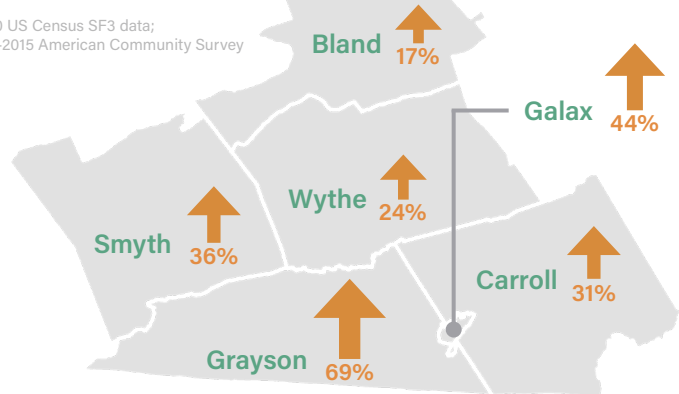 US Census SF3 data;
-2015 American Community Survey
Bland
17%
Galax
44%
Wythe
24%
Smyth
36%
Carroll
31%
Grayson
69%